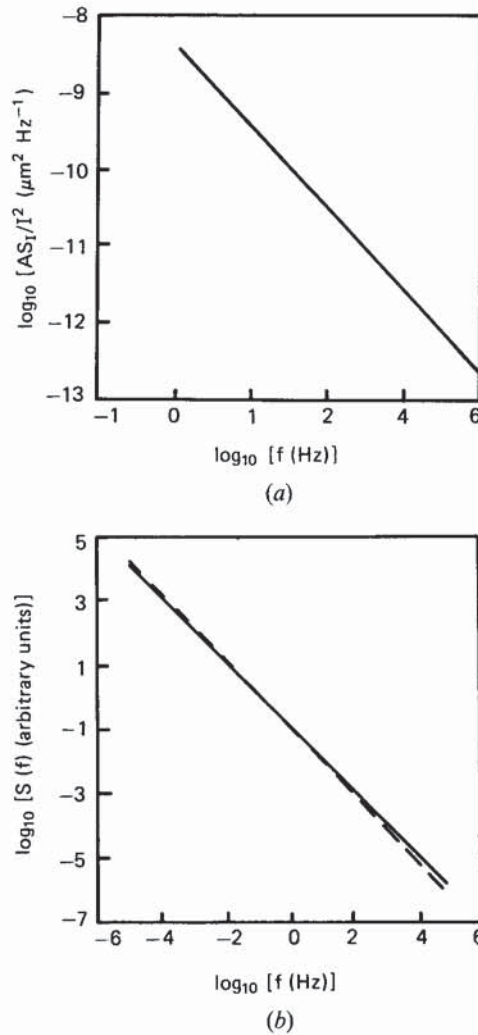 −8
−9
−10
−11
−12
−13
log₁₀ [AS_I/I² (μm² Hz⁻¹)
−1 0 1 2 4 6
log₁₀ [f (Hz)]
(a)
5
3
1
−1
−3
−5
−7
log₁₀ [S (f) (arbitrary units)]
−6 −4 −2 0 2 4 6
log₁₀ [f (Hz)]
(b)